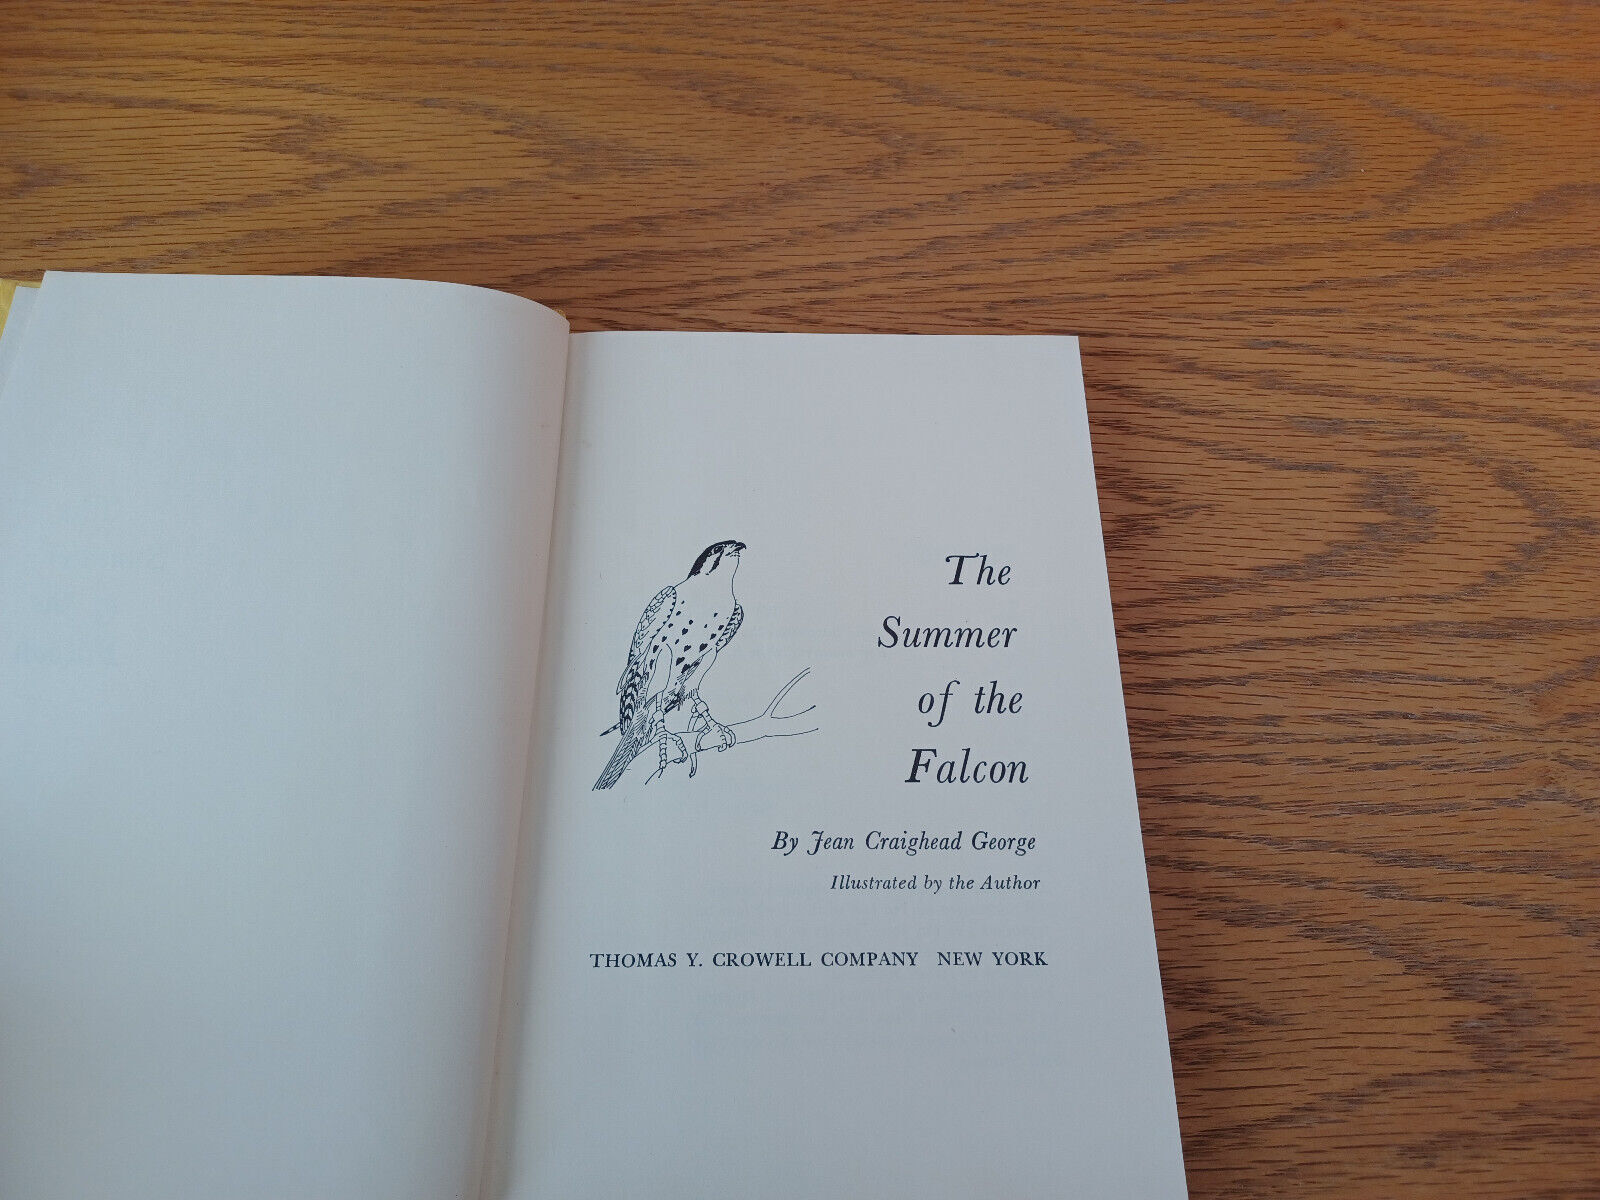 The
Summer
of the
Falcon
By Jean Craighead George
Illustrated by the Author
THOMAS Y. CROWELL COMPANY NEW YORK